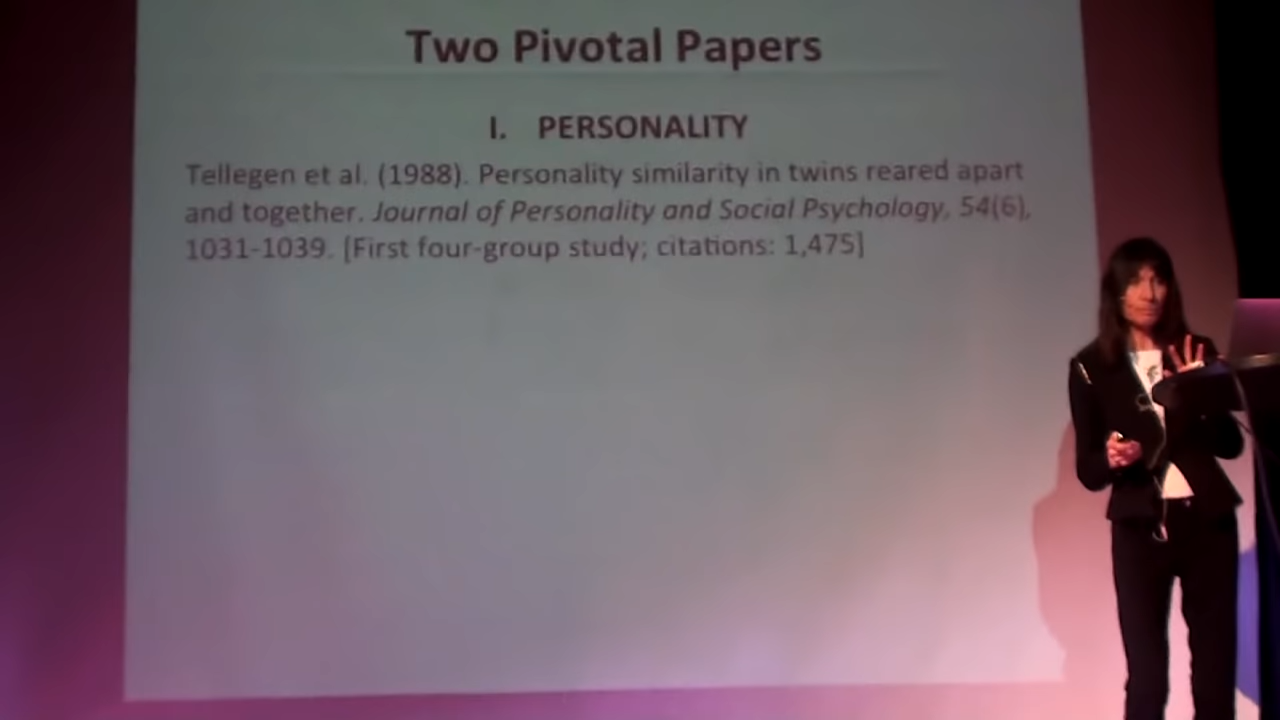 Two Pivotal Papers
I. PERSONALITY
Tellegen et al. (1988). Personality similarity in twins reared apart
and together. Journal of Personality and Social Psychology, 54(6),
1031-1039. [First four-group study; citations: 1,475]